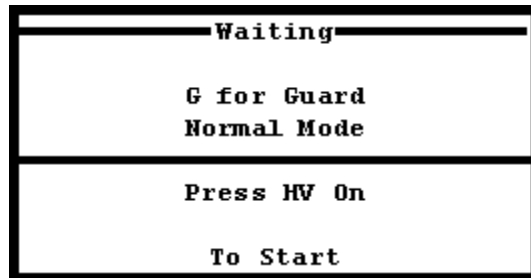 Waiting
G for Guard
Normal Mode
Press HV On
To Start